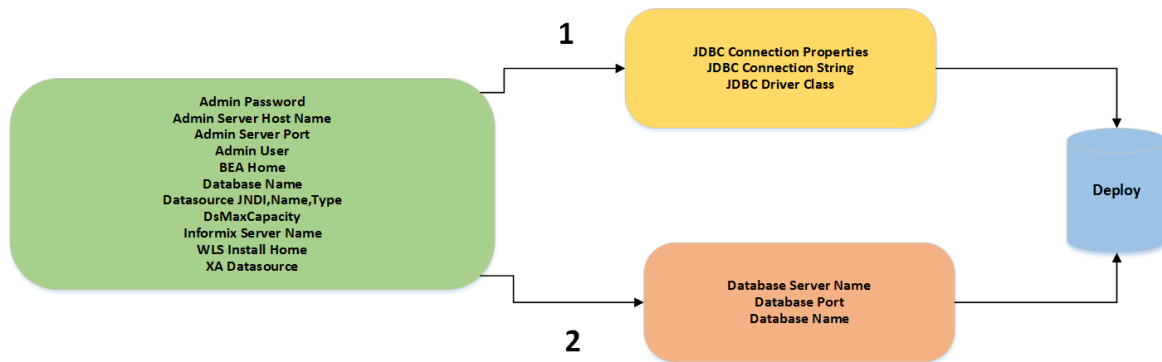 1
JDBC Connection Properties
JDBC Connection String
JDBC Driver Class
Admin Password
Admin Server Host Name
Admin Server Port
Admin User
BEA Home
Database Name
Datasource JNDI,Name,Type
DsMaxCapacity
Informix Server Name
WLS Install Home
XA Datasource
Deploy
Database Server Name
Database Port
Database Name
2